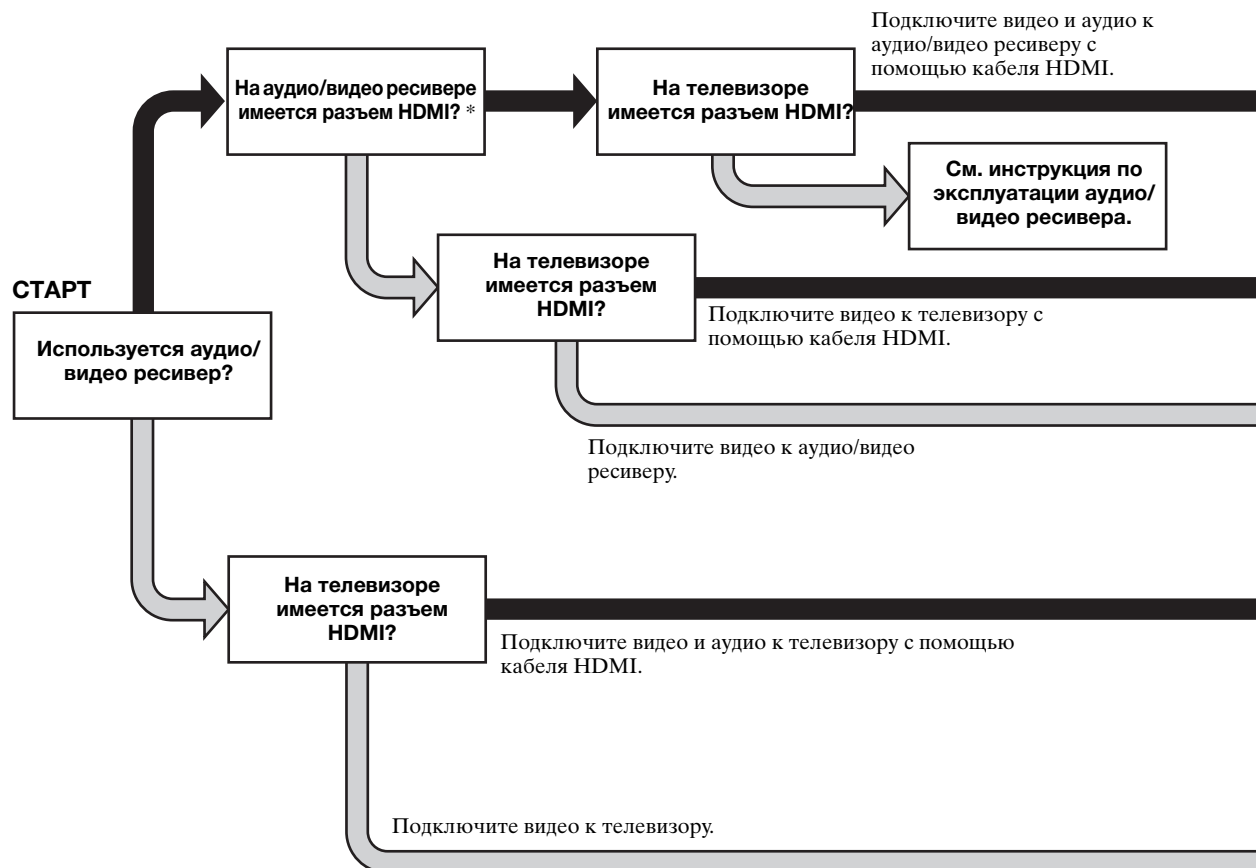 Подключите видео и аудио к
аудио/видео ресиверу с
помощью кабеля HDMI.
На аудио/видео ресивере
имеется разъем HDMI? *
На телевизоре
имеется разъем HDMI?
См. инструкция по
эксплуатации аудио/
видео ресивера.
На телевизоре
имеется разъем
HDMI?
СТАРТ
Подключите видео к телевизору с
помощью кабеля HDMI.
Используется аудио/
видео ресивер?
Подключите видео к аудио/видео
ресиверу.
На телевизоре
имеется разъем
HDMI?
Подключите видео и аудио к телевизору с помощью
кабеля HDMI.
Подключите видео к телевизору.